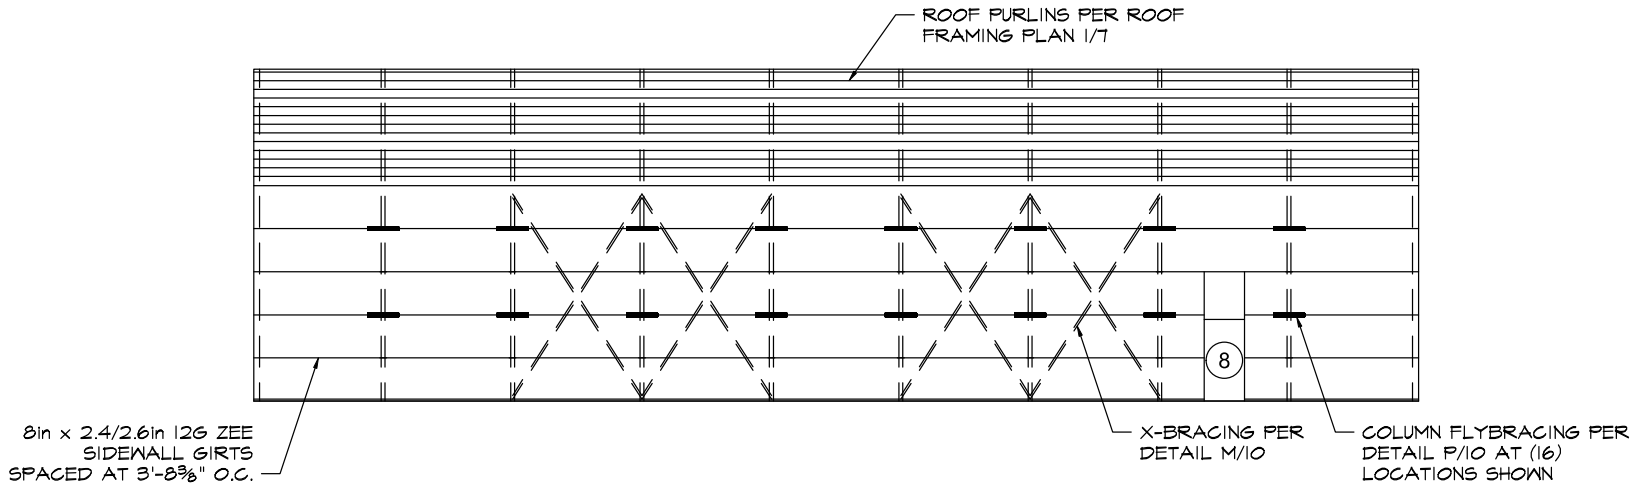 ROOF PURLINS PER ROOF
FRAMING PLAN 1/7
8
8in x 2.4/2.6in 12G ZEE
SIDEWALL GIRTS
SPACED AT 3'-8⅜" O.C.
X-BRACING PER
DETAIL M/10
COLUMN FLYBRACING PER
DETAIL P/10 AT (16)
LOCATIONS SHOWN